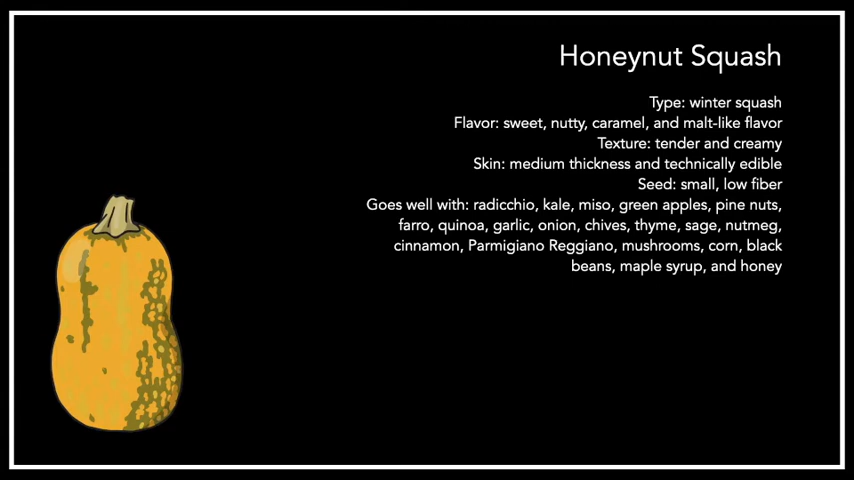 Honeynut Squash
Type: winter squash
Flavor: sweet, nutty, caramel, and malt-like flavor
Texture: tender and creamy
Skin: medium thickness and technically edible
Seed: small, low fiber
Goes well with: radicchio, kale, miso, green apples, pine nuts,
farro, quinoa, garlic, onion, chives, thyme, sage, nutmeg,
cinnamon, Parmigiano Reggiano, mushrooms, corn, black
beans, maple syrup, and honey